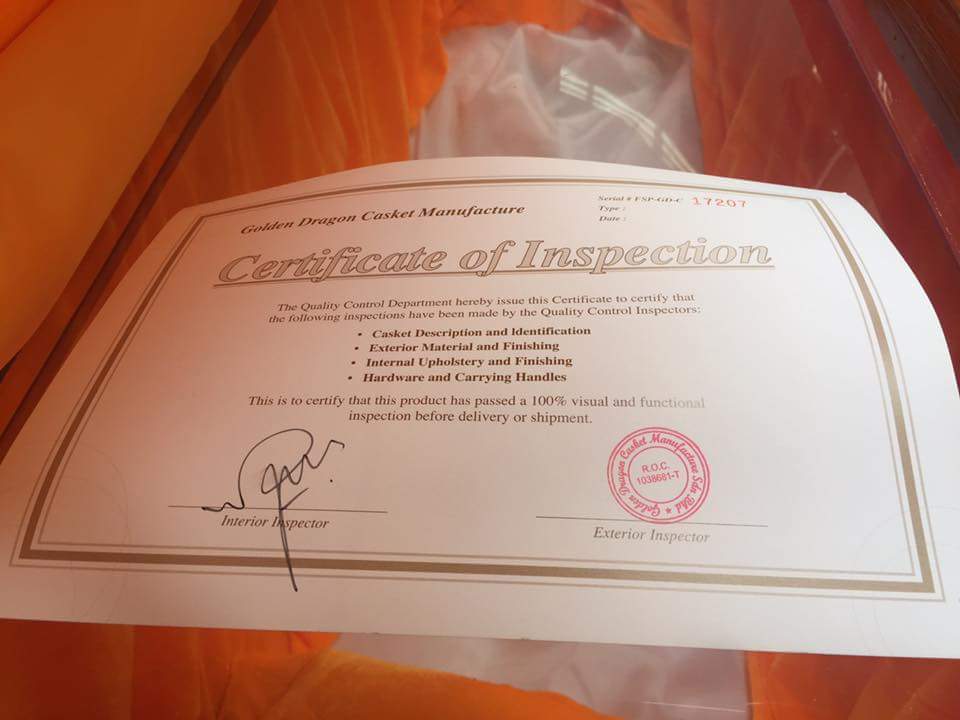 Golden Dragon Casket Manufacture
Serial # FSP-GD-C 17207
Type :
Date :
Certificate of Inspection
The Quality Control Department hereby issue this Certificate to certify that
the following inspections have been made by the Quality Control Inspectors:
• Casket Description and Identification
• Exterior Material and Finishing
• Internal Upholstery and Finishing
• Hardware and Carrying Handles
This is to certify that this product has passed a 100% visual and functional
inspection before delivery or shipment.
Interior Inspector
Golden Dragon Casket Manufacture Sdn Bhd ★
R.O.C.
1038681-T
Exterior Inspector